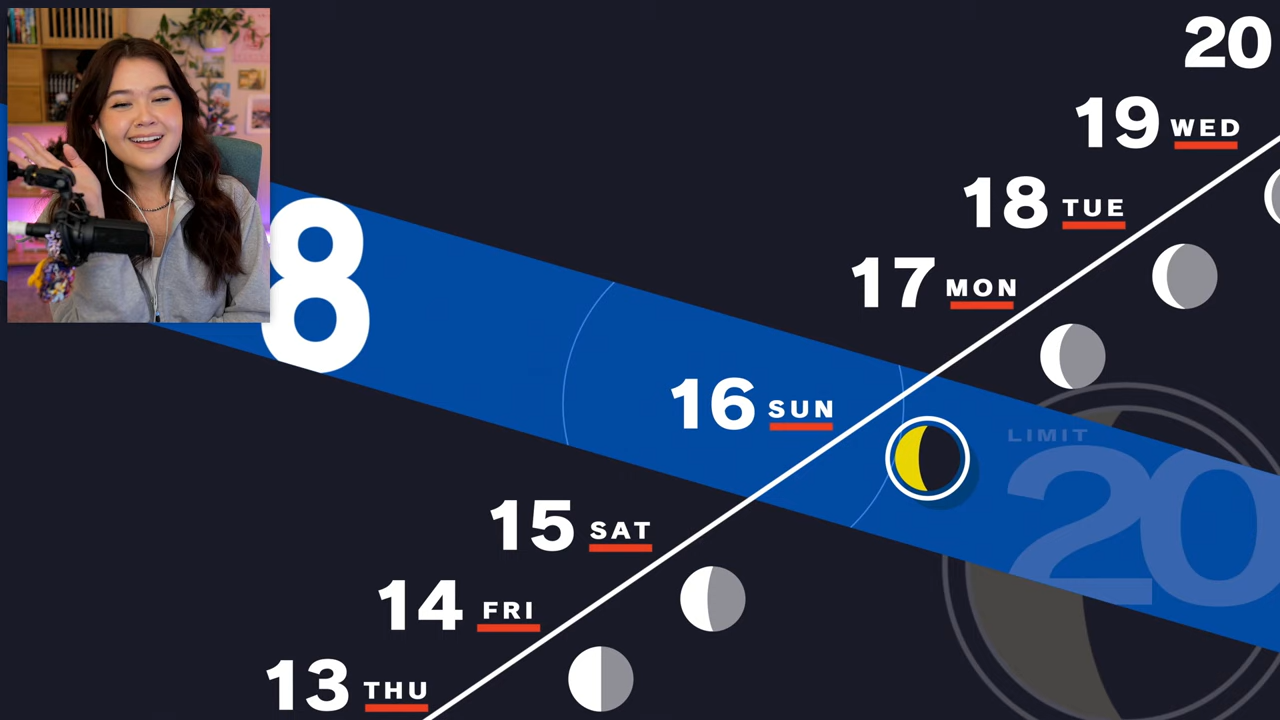 20
19 WED
18 TUE
17 MON
8
16 SUN
LIMIT
20
15 SAT
14 FRI
13 THU